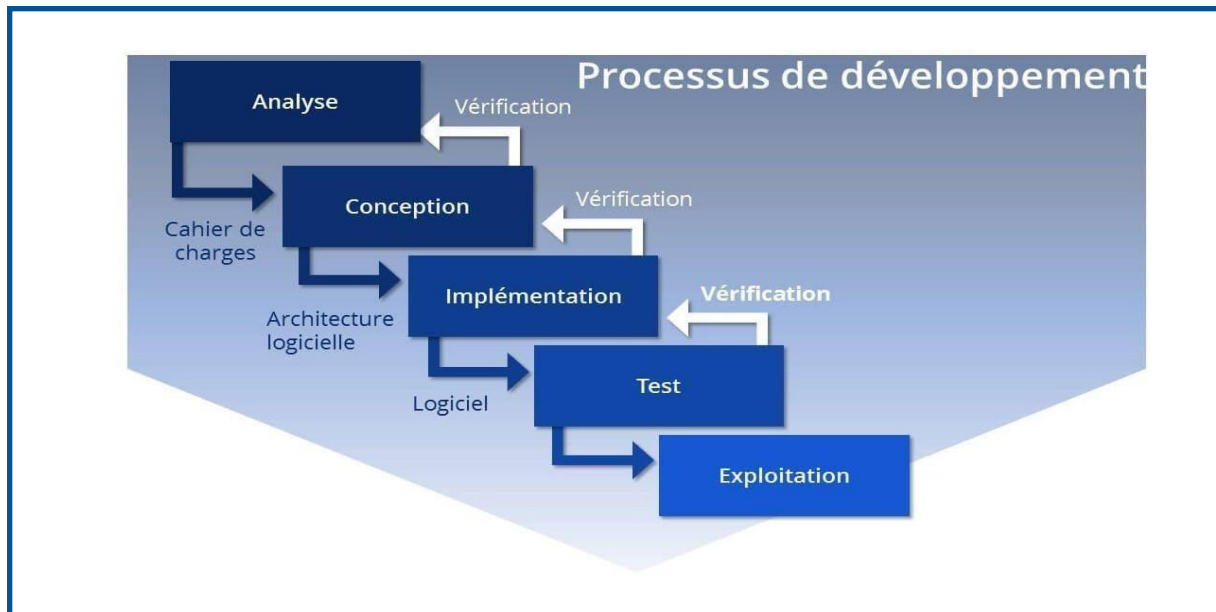 Processus de développement
Analyse
Vérification
Conception
Vérification
Cahier de
charges
Implémentation
Vérification
Architecture
logicielle
Test
Logiciel
Exploitation